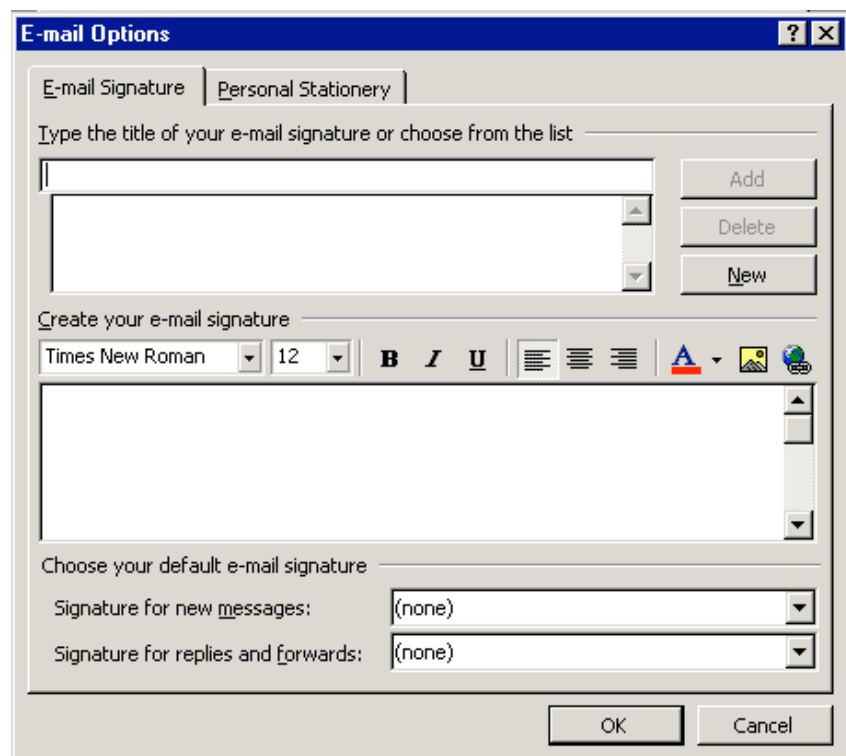 E-mail Options
E-mail Signature Personal Stationery
Type the title of your e-mail signature or choose from the list
Add
Delete
New
Create your e-mail signature
Times New Roman 12 B I U A
Choose your default e-mail signature
Signature for new messages: (none)
Signature for replies and forwards: (none)
OK Cancel